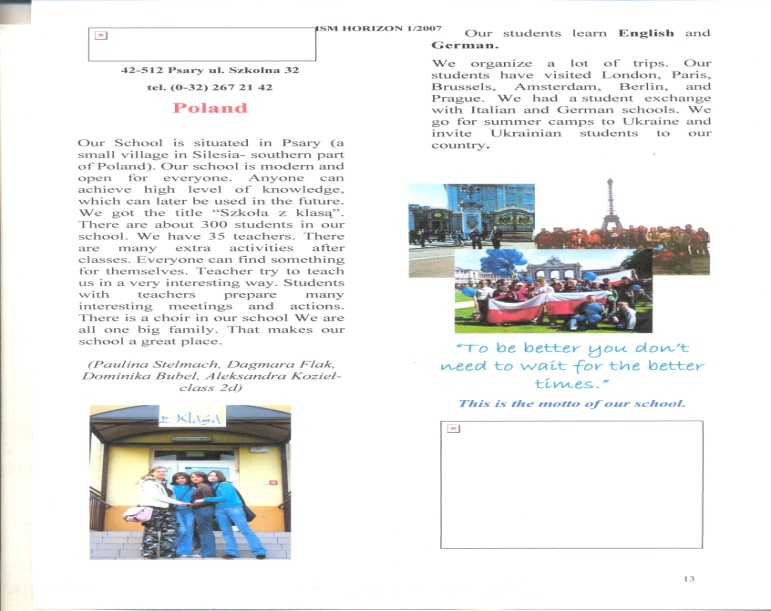 ISM HORIZON 1/2007
42-512 Psary ul. Szkolna 32
tel. (0-32) 267 21 42
Poland
Our School is situated in Psary (a
small village in Silesia- southern part
of Poland). Our school is modern and
open for everyone. Anyone can
achieve high level of knowledge,
which can later be used in the future.
We got the title “Szkoła z klasą”.
There are about 300 students in our
school. We have 35 teachers. There
are many extra activities after
classes. Everyone can find something
for themselves. Teacher try to teach
us in a very interesting way. Students
with teachers prepare many
interesting meetings and actions.
There is a choir in our school We are
all one big family. That makes our
school a great place.
(Paulina Stelmach, Dagmara Flak,
Dominika Bubel, Aleksandra Kozieł-
class 2d)
z klasą
Our students learn English and
German.
We organize a lot of trips. Our
students have visited London, Paris,
Brussels, Amsterdam, Berlin, and
Prague. We had a student exchange
with Italian and German schools. We
go for summer camps to Ukraine and
invite Ukrainian students to our
country.
“To be better you don’t
need to wait for the better
times.”
This is the motto of our school.
13